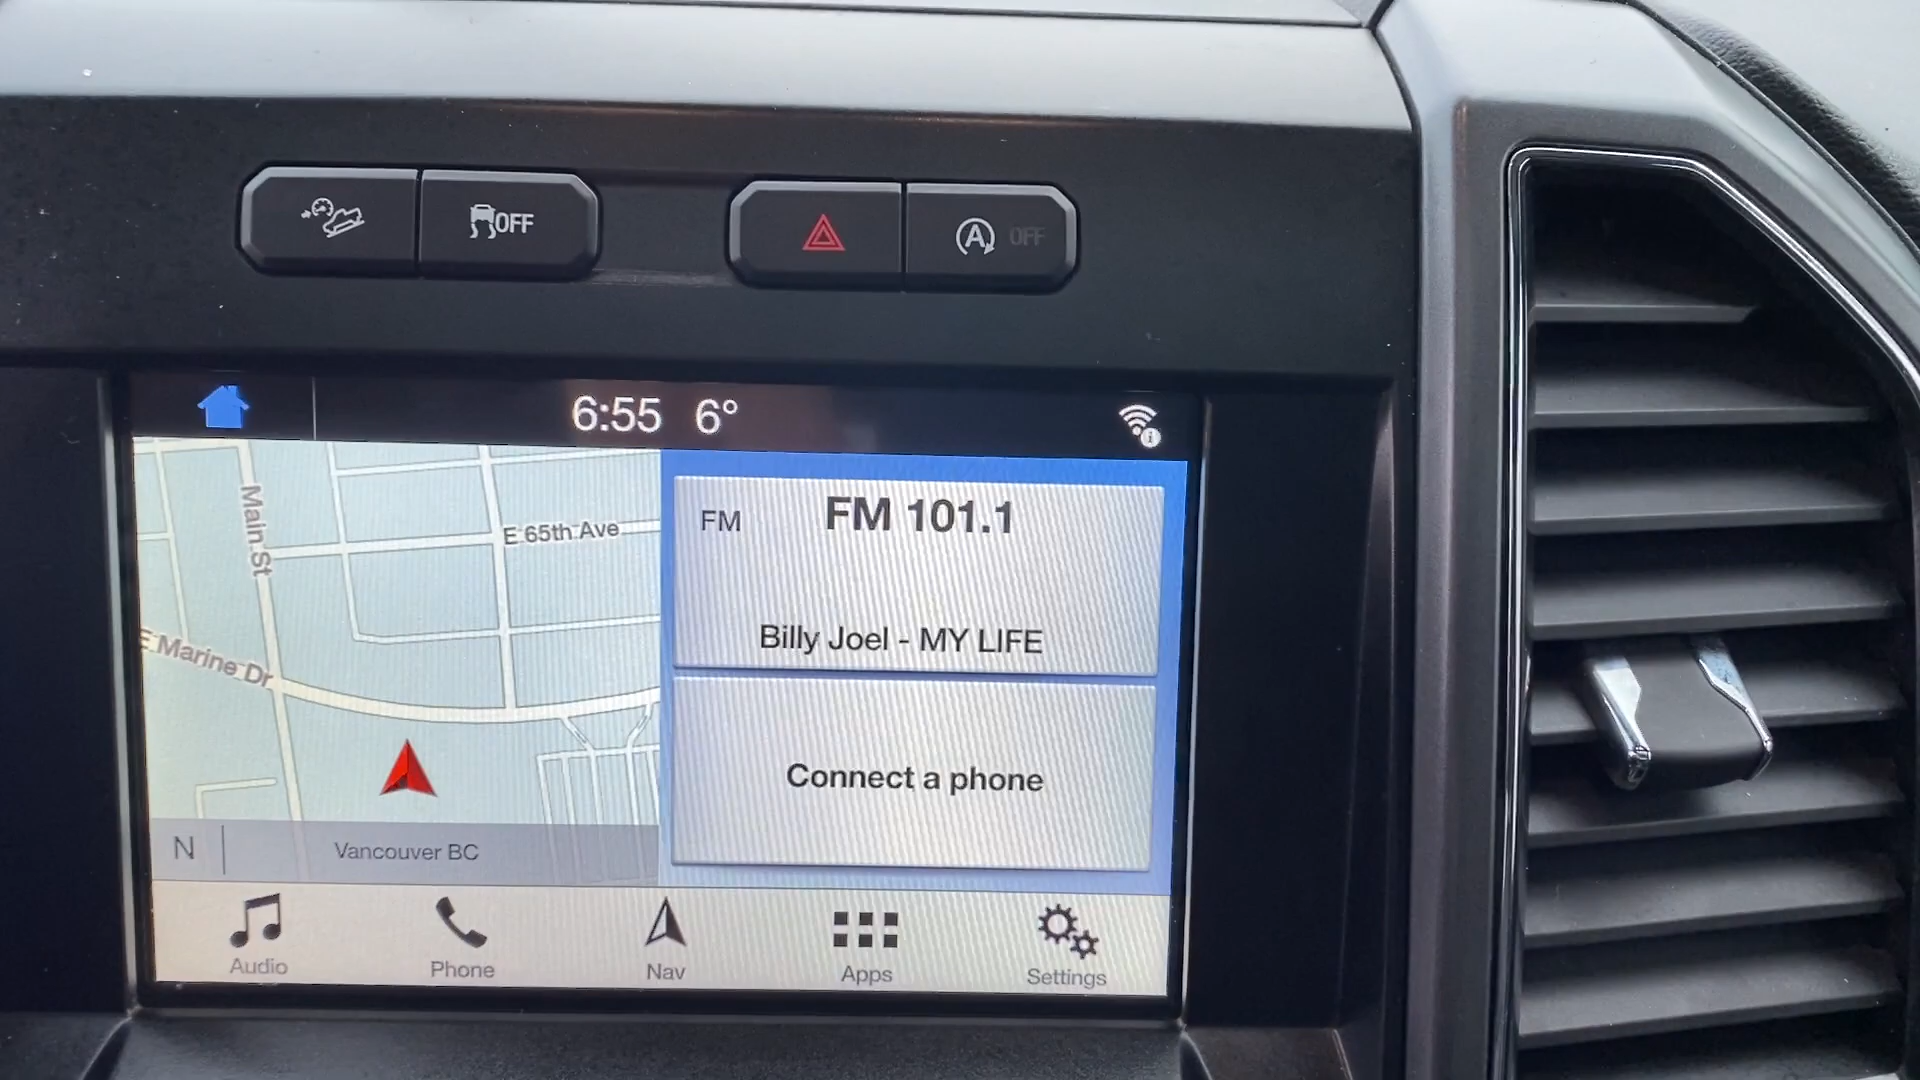 OFF
A OFF
6:55 6°
Main St
E 65th Ave
E Marine Dr
N
Vancouver BC
FM
FM 101.1
Billy Joel - MY LIFE
Connect a phone
Audio
Phone
Nav
Apps
Settings